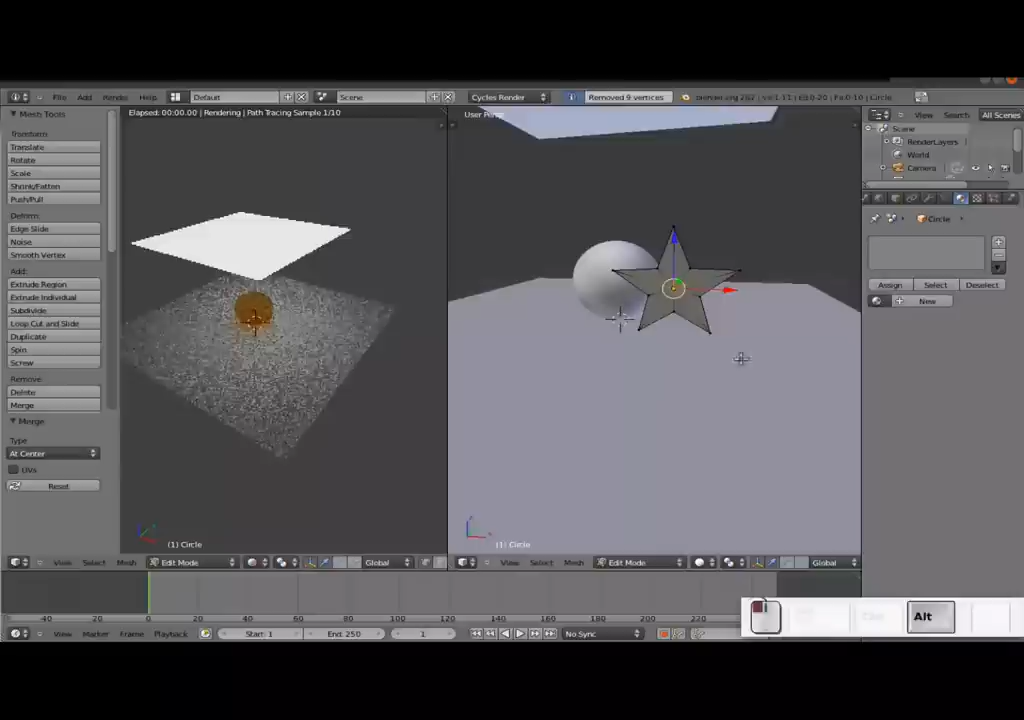 File Add Render Help Default Scene Cycles Render Removed 9 vertices
View Search All Scenes
Mesh Tools
Elapsed: 00:00.00 | Rendering | Path Tracing Sample 1/10
User Persp
Scene
RenderLayers
World
Camera
Transform:
Translate
Rotate
Scale
Shrink/Fatten
Push/Pull
Deform:
Edge Slide
Noise
Smooth Vertex
Add:
Extrude Region
Extrude Individual
Subdivide
Loop Cut and Slide
Duplicate
Spin
Screw
Remove:
Delete
Merge
Merge
Type
At Center
UVs
Reset
Circle
Assign Select Deselect
New
(1) Circle
(1) Circle
View Select Mesh Edit Mode Global
View Select Mesh Edit Mode Global
-40 -20 0 20 40 60 80 100 120 140 160 180 200 220
View Marker Frame Playback Start: 1 End: 250 1 No Sync
Alt